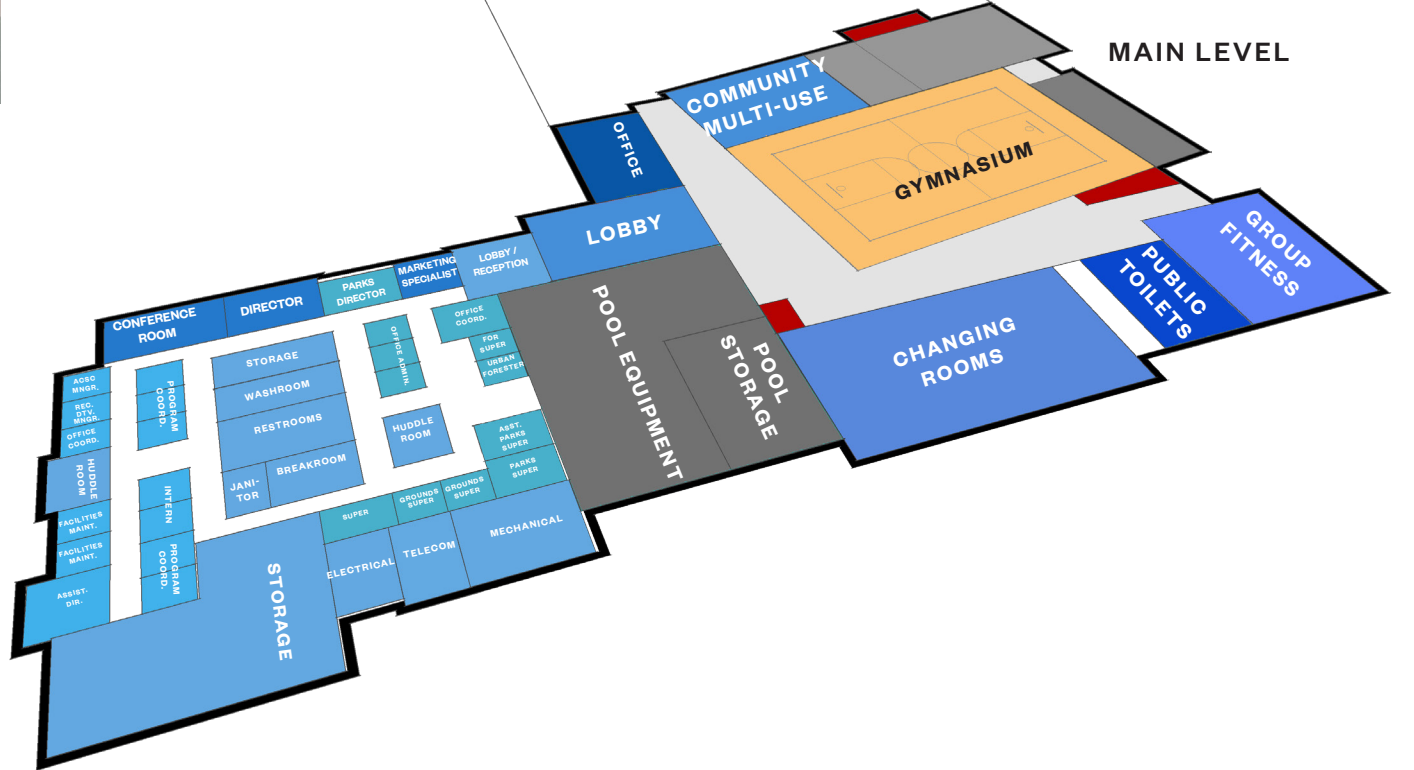 MAIN LEVEL
COMMUNITY
MULTI-USE
OFFICE
GYMNASIUM
LOBBY
GROUP
FITNESS
PUBLIC
TOILETS
LOBBY /
RECEPTION
MARKETING
SPECIALIST
PARKS
DIRECTOR
DIRECTOR
CONFERENCE
ROOM
POOL EQUIPMENT
POOL
STORAGE
CHANGING
ROOMS
OFFICE
COORD.
FOR
SUPER
URBAN
FORESTER
OFFICE ADMIN.
STORAGE
WASHROOM
RESTROOMS
JANI-
TOR
BREAKROOM
HUDDLE
ROOM
ACSC
MNGR.
REC.
DTV.
MNGR.
OFFICE
COORD.
HUDDLE
ROOM
FACILITIES
MAINT.
FACILITIES
MAINT.
ASSIST.
DIR.
PROGRAM
COORD.
INTERN
PROGRAM
COORD.
ASST.
PARKS
SUPER
PARKS
SUPER
GROUNDS
SUPER
GROUNDS
SUPER
SUPER
ELECTRICAL
TELECOM
MECHANICAL
STORAGE